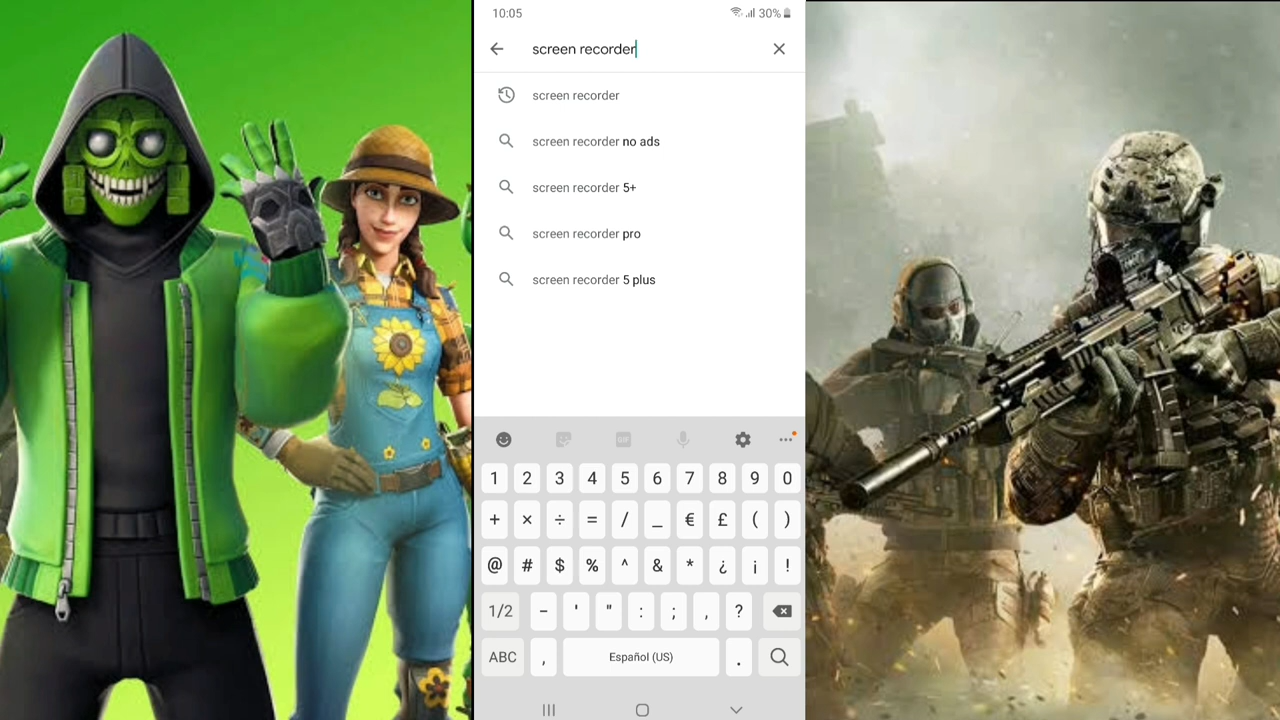 10:05 30%
screen recorder
screen recorder
screen recorder no ads
screen recorder 5+
screen recorder pro
screen recorder 5 plus
GIF
1 2 3 4 5 6 7 8 9 0
+ × ÷ = / _ € £ ( )
@ # $ % ^ & * ¿ ¡ !
1/2 - ' " : ; , ?
ABC , Español (US) .